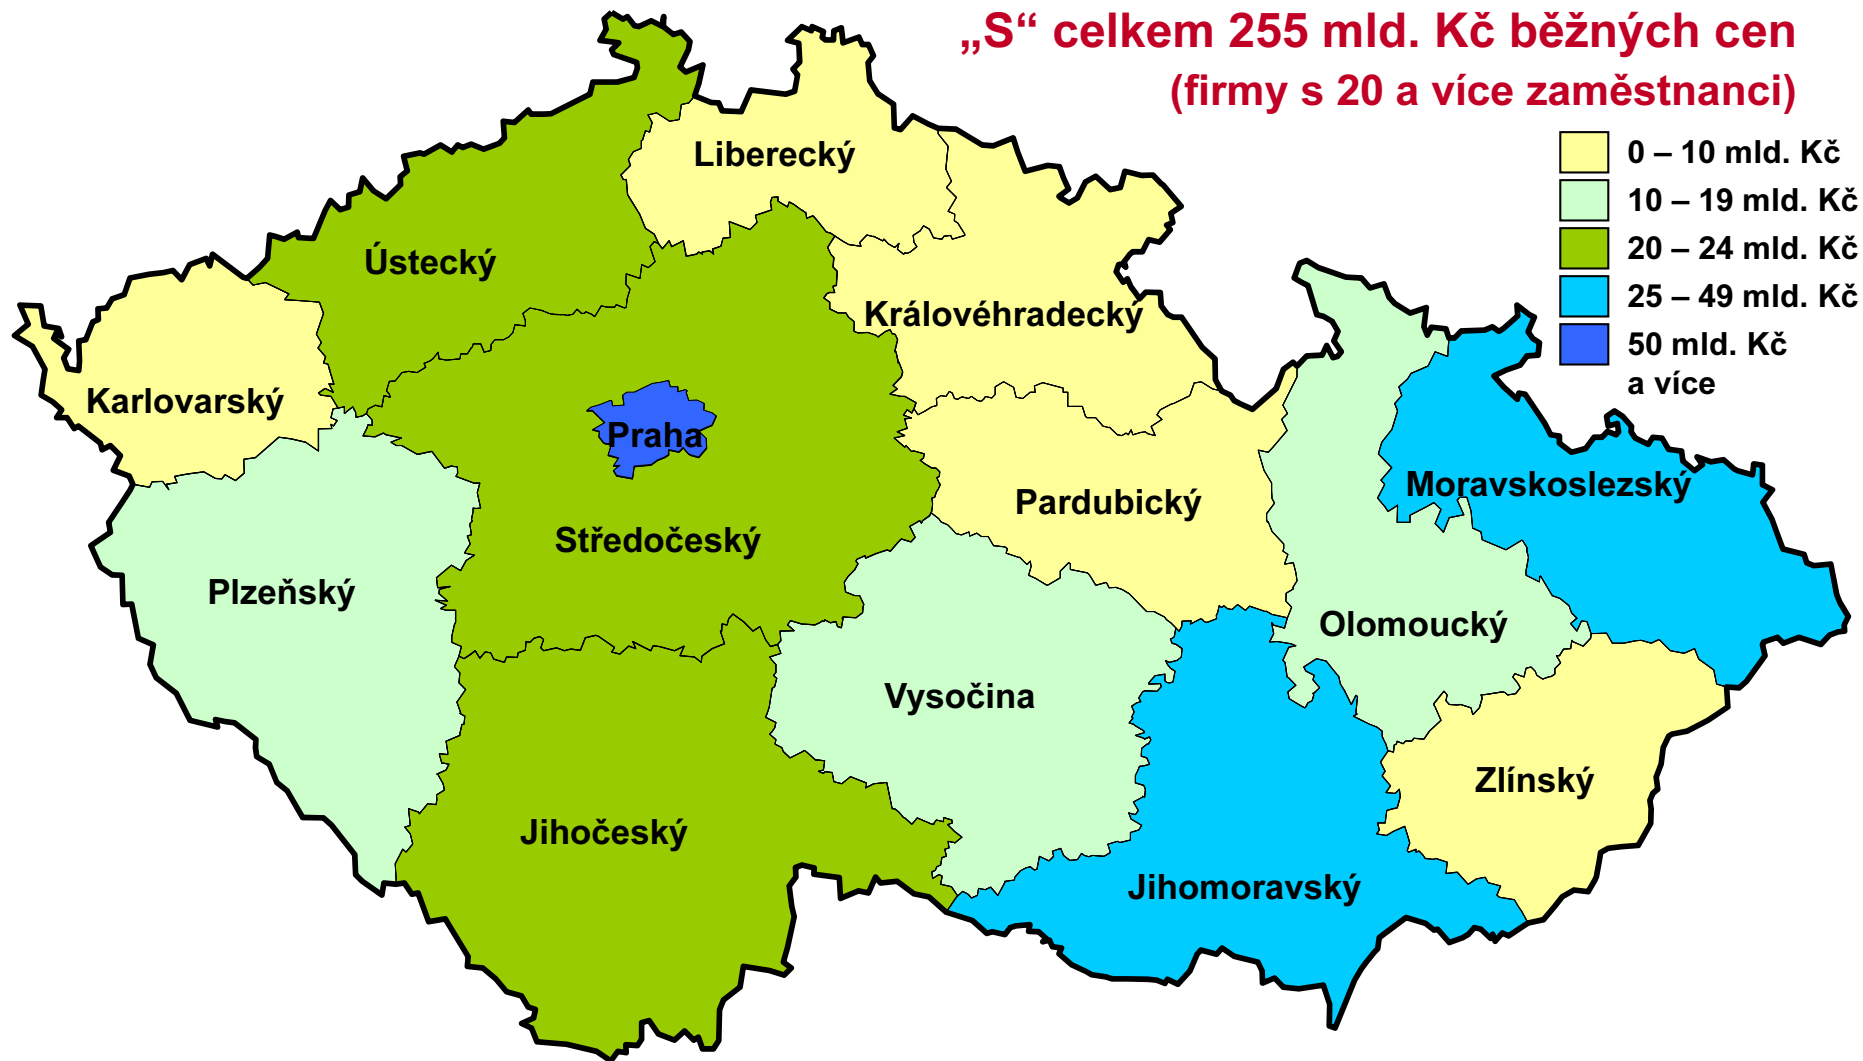 „S“ celkem 255 mld. Kč běžných cen
(firmy s 20 a více zaměstnanci)
0 – 10 mld. Kč
10 – 19 mld. Kč
20 – 24 mld. Kč
25 – 49 mld. Kč
50 mld. Kč
a více
Liberecký
Ústecký
Královéhradecký
Karlovarský
Praha
Moravskoslezský
Pardubický
Středočeský
Plzeňský
Olomoucký
Vysočina
Zlínský
Jihočeský
Jihomoravský